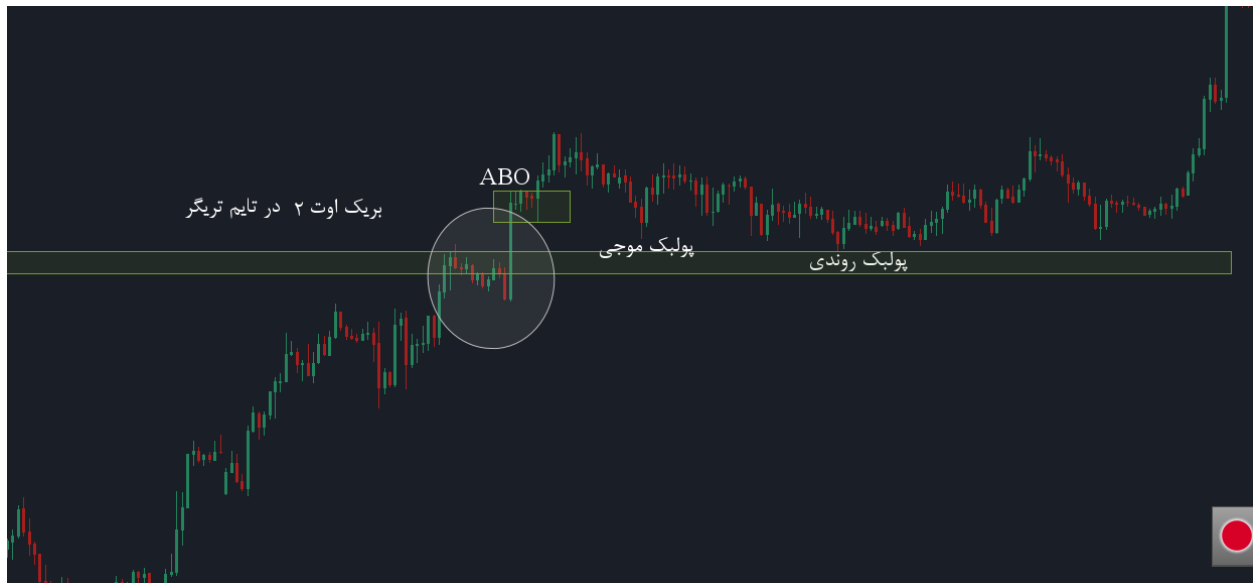 ABO
بریک اوت ۲ در تایم تریگر
پولبک موجی
پولبک روندی